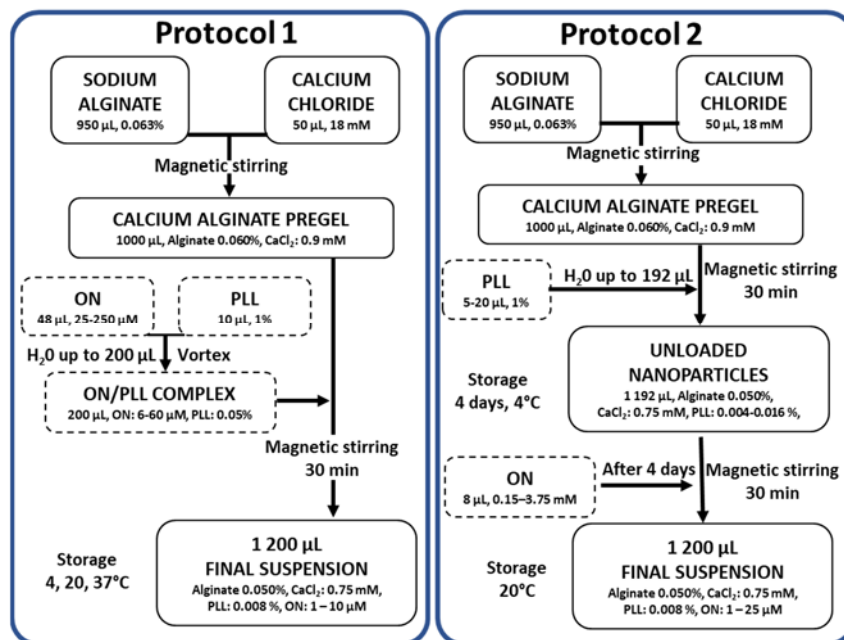 Protocol 1
SODIUM
ALGINATE
950 µL, 0.063%
CALCIUM
CHLORIDE
50 µL, 18 mM
Magnetic stirring
CALCIUM ALGINATE PREGEL
1000 µL, Alginate 0.060%, CaCl₂: 0.9 mM
ON
48 µL, 25-250 µM
PLL
10 µL, 1%
H₂0 up to 200 µL
Vortex
ON/PLL COMPLEX
200 µL, ON: 6-60 µM, PLL: 0.05%
Magnetic stirring
30 min
Storage
4, 20, 37°C
1 200 µL
FINAL SUSPENSION
Alginate 0.050%, CaCl₂: 0.75 mM,
PLL: 0.008 %, ON: 1 – 10 µM
Protocol 2
SODIUM
ALGINATE
950 µL, 0.063%
CALCIUM
CHLORIDE
50 µL, 18 mM
Magnetic stirring
CALCIUM ALGINATE PREGEL
1000 µL, Alginate 0.060%, CaCl₂: 0.9 mM
PLL
5-20 µL, 1%
H₂0 up to 192 µL
Magnetic stirring
30 min
Storage
4 days, 4°C
UNLOADED
NANOPARTICLES
1 192 µL, Alginate 0.050%,
CaCl₂: 0.75 mM, PLL: 0.004-0.016 %,
ON
8 µL, 0.15–3.75 mM
After 4 days
Magnetic stirring
30 min
Storage
20°C
1 200 µL
FINAL SUSPENSION
Alginate 0.050%, CaCl₂: 0.75 mM,
PLL: 0.008 %, ON: 1 – 25 µM